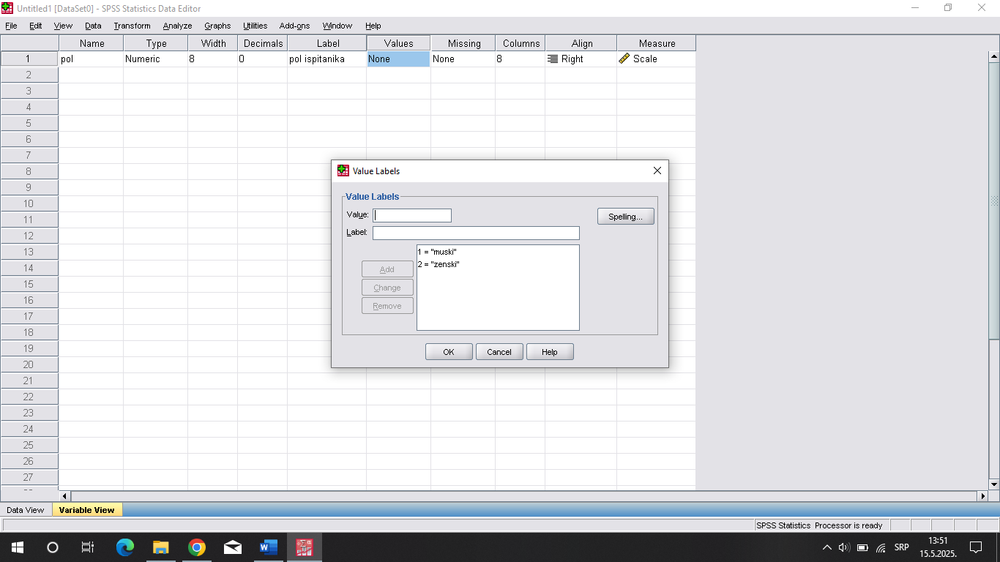 Untitled1 [DataSet0] - SPSS Statistics Data Editor
File Edit View Data Transform Analyze Graphs Utilities Add-ons Window Help
Name Type Width Decimals Label Values Missing Columns Align Measure
1 pol Numeric 8 0 pol ispitanika None None 8 Right Scale
2
3
4
5
6
7
8
9
10
11
12
13
14
15
16
17
18
19
20
21
22
23
24
25
26
27
Value Labels
Value Labels
Value:
Spelling...
Label:
1 = "muski"
2 = "zenski"
Add
Change
Remove
OK Cancel Help
Data View Variable View
SPSS Statistics Processor is ready
SRP
13:51
15.5.2025.